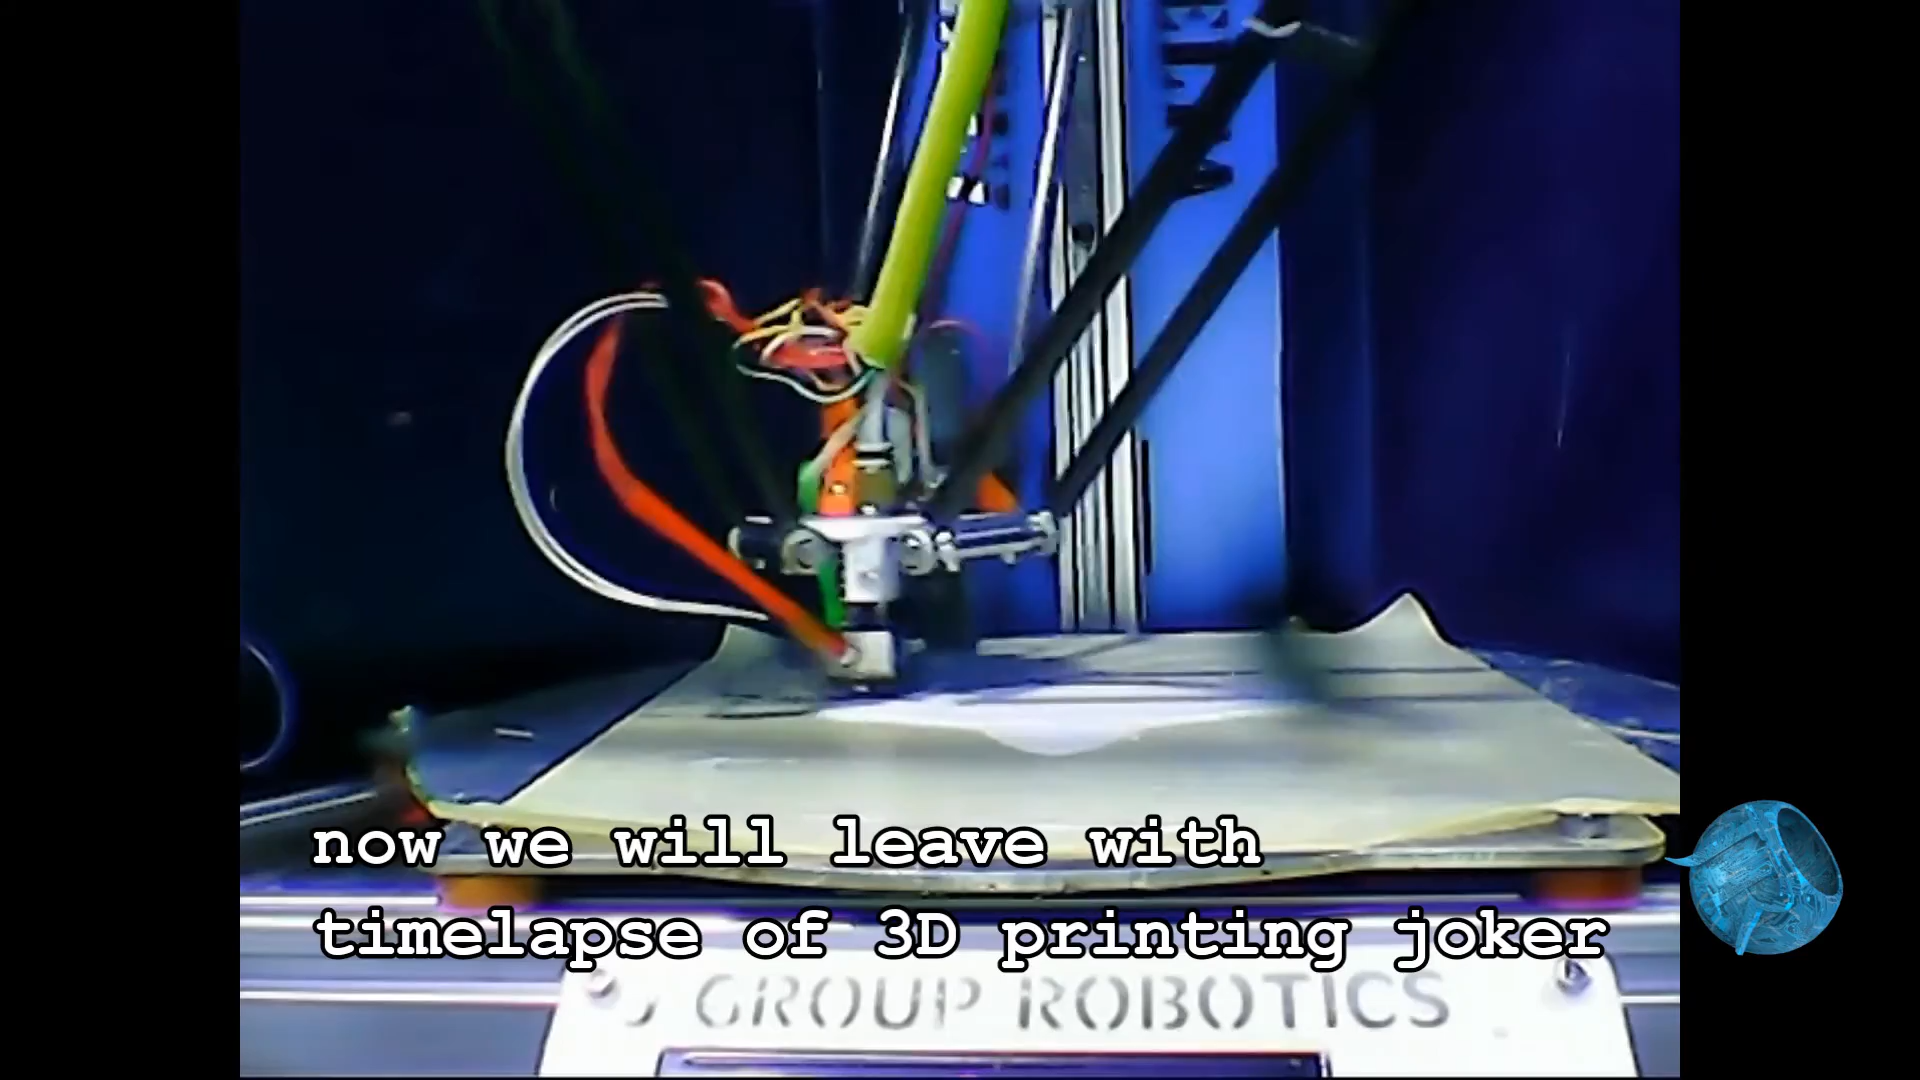 now we will leave with
timelapse of 3D printing joker
J GROUP ROBOTICS